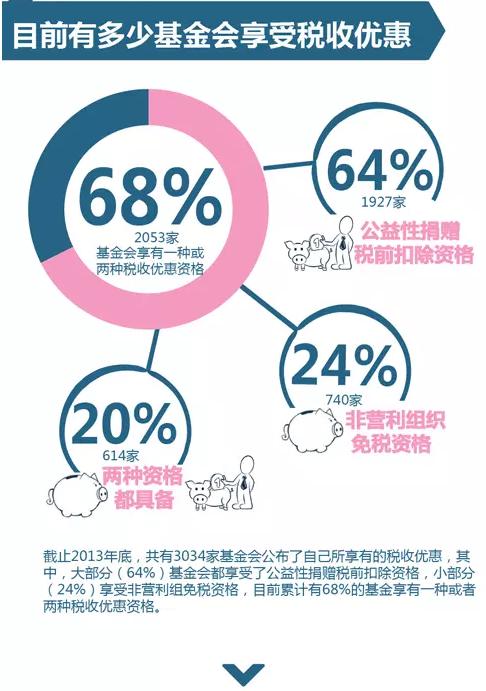 目前有多少基金会享受税收优惠
68%
2053家
基金会享有一种或
两种税收优惠资格
64%
1927家
公益性捐赠
税前扣除资格
24%
740家
非营利组织
免税资格
20%
614家
两种资格
都具备
截止2013年底，共有3034家基金会公布了自己所享有的税收优惠，其
中，大部分（64%）基金会都享受了公益性捐赠税前扣除资格，小部分
（24%）享受非营利组免税资格，目前累计有68%的基金享有一种或者
两种税收优惠资格。